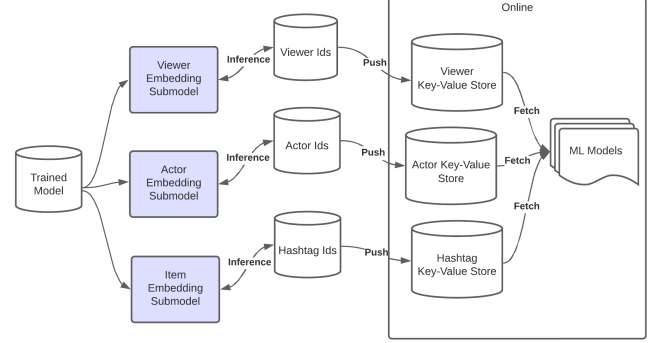 Online
Viewer
Embedding
Submodel
Inference
Viewer Ids
Push
Viewer
Key-Value Store
Fetch
Trained
Model
Actor
Embedding
Submodel
Inference
Actor Ids
Push
Actor Key-Value
Store
Fetch
ML Models
Fetch
Item
Embedding
Submodel
Inference
Hashtag Ids
Push
Hashtag
Key-Value Store